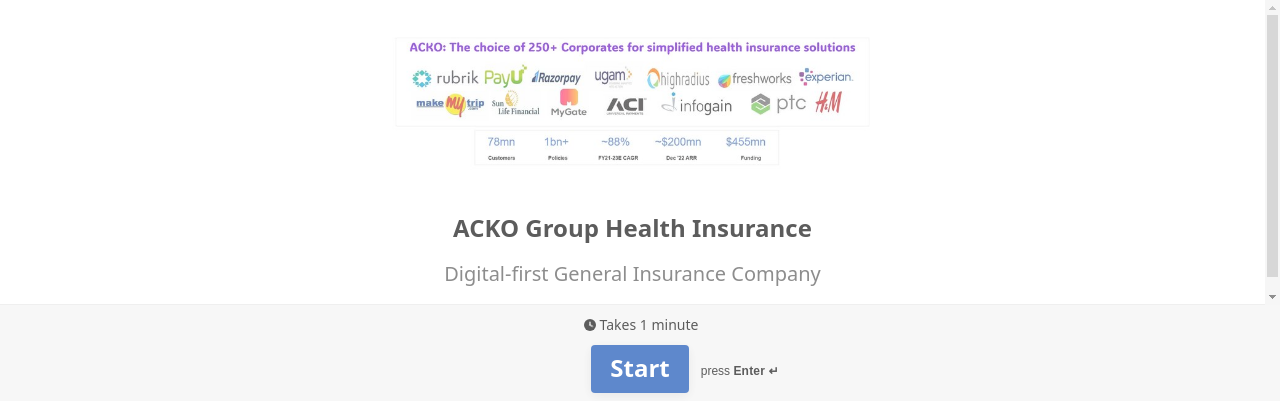 ACKO: The choice of 250+ Corporates for simplified health insurance solutions
rubrik PayU Razorpay ugam highradius freshworks experian.
make my trip .com Sun Life Financial MyGate ACI UNIVERSAL PAYMENTS infogain ptc H&M
78mn 1bn+ ~88% ~$200mn $455mn
Customers Policies FY21-23E CAGR Dec '22 ARR Funding
ACKO Group Health Insurance
Digital-first General Insurance Company
Takes 1 minute
Start press Enter ↵